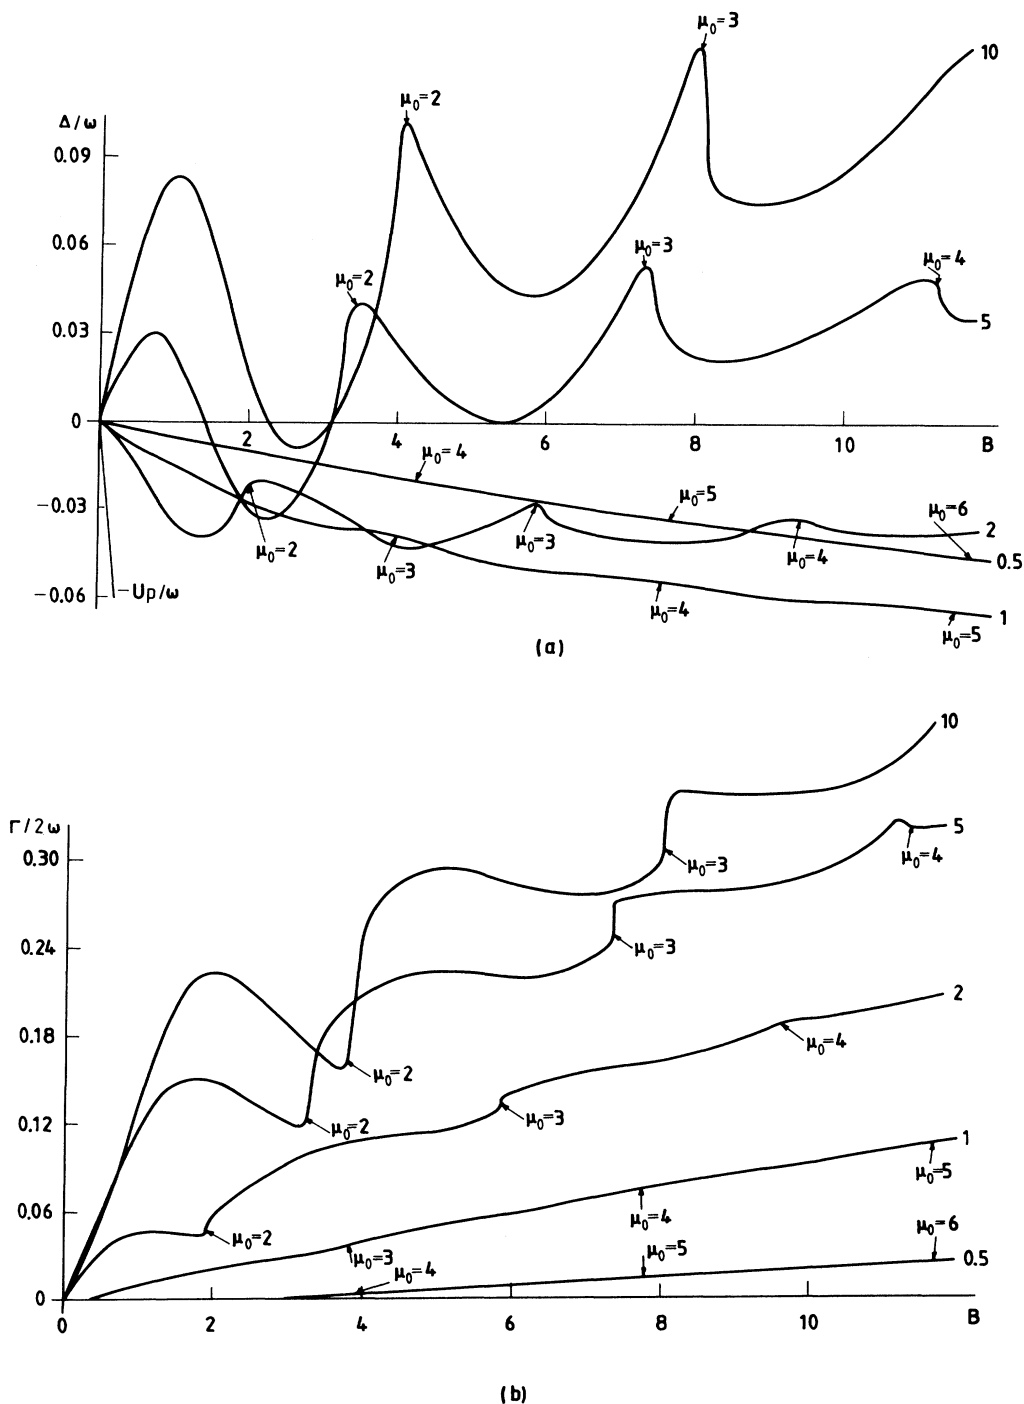 μ₀=3
10
μ₀=2
Δ/ω
0.09
0.06
μ₀=3
μ₀=4
μ₀=2
0.03
5
0
2
4
6
8
10
B
μ₀=4
μ₀=5
−0.03
μ₀=6
2
μ₀=2
μ₀=3
μ₀=4
0.5
μ₀=3
−0.06
−Up/ω
μ₀=4
1
μ₀=5
(a)
10
Γ/2ω
5
0.30
μ₀=3
μ₀=4
0.24
μ₀=3
2
0.18
μ₀=4
μ₀=2
0.12
μ₀=2
μ₀=3
1
μ₀=5
0.06
μ₀=4
μ₀=6
μ₀=2
μ₀=3
μ₀=5
0.5
μ₀=4
0
0
2
4
6
8
10
B
(b)